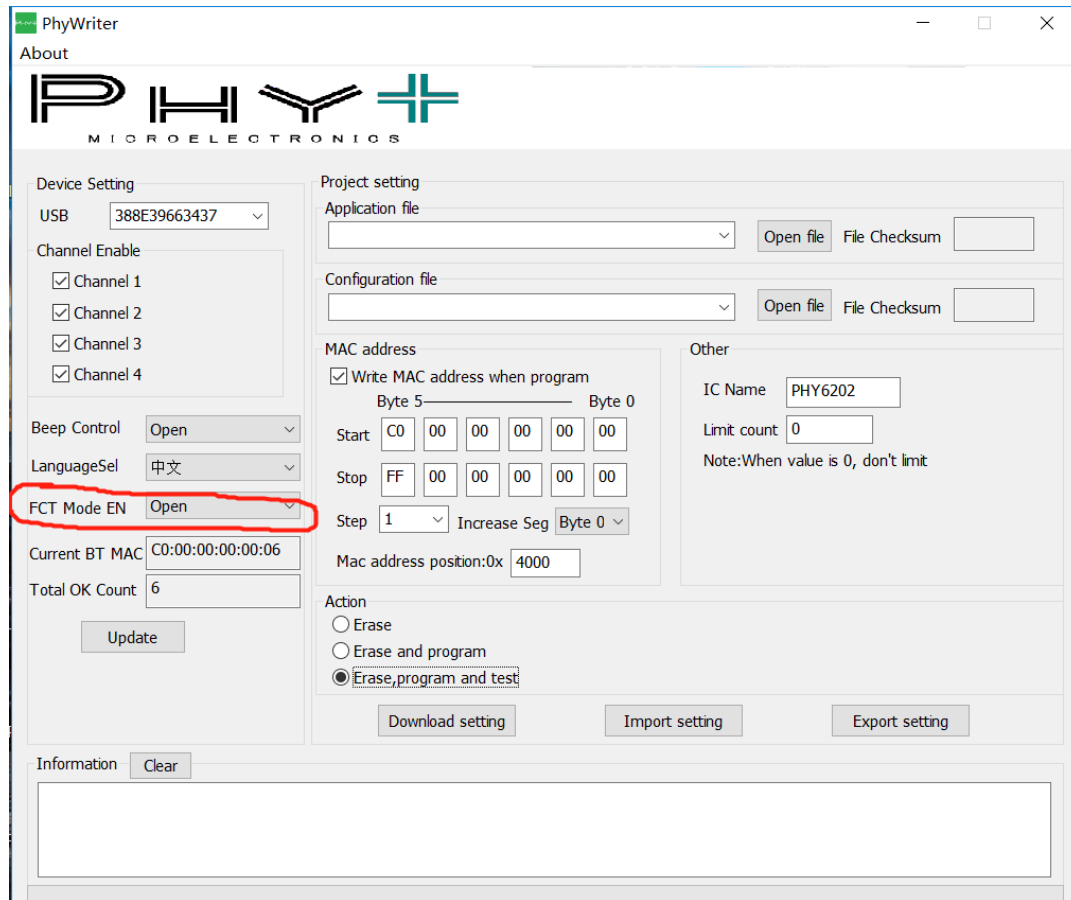 PhyWriter
About
PHY+
MICROELECTRONICS
Device Setting
USB 388E39663437
Channel Enable
Channel 1
Channel 2
Channel 3
Channel 4
Beep Control Open
LanguageSel 中文
FCT Mode EN Open
Current BT MAC C0:00:00:00:00:06
Total OK Count 6
Update
Project setting
Application file
Open file File Checksum
Configuration file
Open file File Checksum
MAC address
Write MAC address when program
Byte 5 Byte 0
Start C0 00 00 00 00 00
Stop FF 00 00 00 00 00
Step 1 Increase Seg Byte 0
Mac address position:0x 4000
Other
IC Name PHY6202
Limit count 0
Note:When value is 0, don't limit
Action
Erase
Erase and program
Erase,program and test
Download setting Import setting Export setting
Information Clear